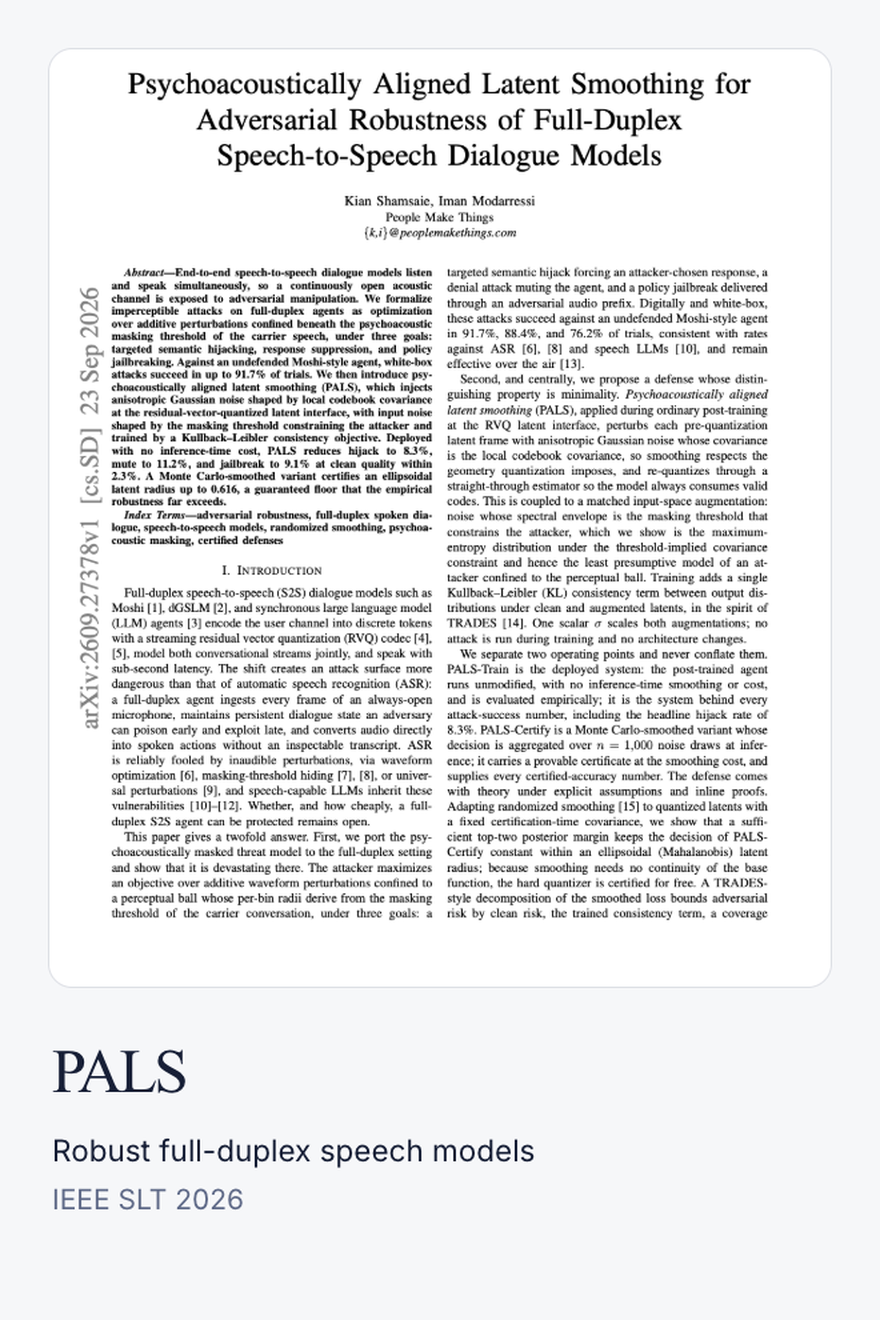 Psychoacoustically Aligned Latent Smoothing for
Adversarial Robustness of Full-Duplex
Speech-to-Speech Dialogue Models
Kian Shamsaie, Iman Modarressi
People Make Things
{k,i}@peoplemakethings.com
arXiv:2609.27378v1 [cs.SD] 23 Sep 2026
Abstract—End-to-end speech-to-speech dialogue models listen
and speak simultaneously, so a continuously open acoustic
channel is exposed to adversarial manipulation. We formalize
imperceptible attacks on full-duplex agents as optimization
over additive perturbations confined beneath the psychoacoustic
masking threshold of the carrier speech, under three goals:
targeted semantic hijacking, response suppression, and policy
jailbreaking. Against an undefended Moshi-style agent, white-box
attacks succeed in up to 91.7% of trials. We then introduce psy-
choacoustically aligned latent smoothing (PALS), which injects
anisotropic Gaussian noise shaped by local codebook covariance
at the residual-vector-quantized latent interface, with input noise
shaped by the masking threshold constraining the attacker and
trained by a Kullback–Leibler consistency objective. Deployed
with no inference-time cost, PALS reduces hijack to 8.3%,
mute to 11.2%, and jailbreak to 9.1% at clean quality within
2.3%. A Monte Carlo-smoothed variant certifies an ellipsoidal
latent radius up to 0.616, a guaranteed floor that the empirical
robustness far exceeds.
Index Terms—adversarial robustness, full-duplex spoken dia-
logue, speech-to-speech models, randomized smoothing, psychoa-
coustic masking, certified defenses
I. INTRODUCTION
Full-duplex speech-to-speech (S2S) dialogue models such as
Moshi [1], dGSLM [2], and synchronous large language model
(LLM) agents [3] encode the user channel into discrete tokens
with a streaming residual vector quantization (RVQ) codec [4],
[5], model both conversational streams jointly, and speak with
sub-second latency. The shift creates an attack surface more
dangerous than that of automatic speech recognition (ASR):
a full-duplex agent ingests every frame of an always-open
microphone, maintains persistent dialogue state an adversary
can poison early and exploit late, and converts audio directly
into spoken actions without an inspectable transcript. ASR
is reliably fooled by inaudible perturbations, via waveform
optimization [6], masking-threshold hiding [7], [8], or univer-
sal perturbations [9], and speech-capable LLMs inherit these
vulnerabilities [10]–[12]. Whether, and how cheaply, a full-
duplex S2S agent can be protected remains open.
This paper gives a twofold answer. First, we port the psy-
choacoustically masked threat model to the full-duplex setting
and show that it is devastating there. The attacker maximizes
an objective over additive waveform perturbations confined to
a perceptual ball whose per-bin radii derive from the masking
threshold of the carrier conversation, under three goals: a
targeted semantic hijack forcing an attacker-chosen response, a
denial attack muting the agent, and a policy jailbreak delivered
through an adversarial audio prefix. Digitally and white-box,
these attacks succeed against an undefended Moshi-style agent
in 91.7%, 88.4%, and 76.2% of trials, consistent with rates
against ASR [6], [8] and speech LLMs [10], and remain
effective over the air [13].
Second, and centrally, we propose a defense whose distin-
guishing property is minimality. Psychoacoustically aligned
latent smoothing (PALS), applied during ordinary post-training
at the RVQ latent interface, perturbs each pre-quantization
latent frame with anisotropic Gaussian noise whose covariance
is the local codebook covariance, so smoothing respects the
geometry quantization imposes, and re-quantizes through a
straight-through estimator so the model always consumes valid
codes. This is coupled to a matched input-space augmentation:
noise whose spectral envelope is the masking threshold that
constrains the attacker, which we show is the maximum-
entropy distribution under the threshold-implied covariance
constraint and hence the least presumptive model of an at-
tacker confined to the perceptual ball. Training adds a single
Kullback–Leibler (KL) consistency term between output dis-
tributions under clean and augmented latents, in the spirit of
TRADES [14]. One scalar σ scales both augmentations; no
attack is run during training and no architecture changes.
We separate two operating points and never conflate them.
PALS-Train is the deployed system: the post-trained agent
runs unmodified, with no inference-time smoothing or cost,
and is evaluated empirically; it is the system behind every
attack-success number, including the headline hijack rate of
8.3%. PALS-Certify is a Monte Carlo-smoothed variant whose
decision is aggregated over n = 1,000 noise draws at infer-
ence; it carries a provable certificate at the smoothing cost, and
supplies every certified-accuracy number. The defense comes
with theory under explicit assumptions and inline proofs.
Adapting randomized smoothing [15] to quantized latents with
a fixed certification-time covariance, we show that a suffi-
cient top-two posterior margin keeps the decision of PALS-
Certify constant within an ellipsoidal (Mahalanobis) latent
radius; because smoothing needs no continuity of the base
function, the hard quantizer is certified for free. A TRADES-
style decomposition of the smoothed loss bounds adversarial
risk by clean risk, the trained consistency term, a coverage
PALS
Robust full-duplex speech models
IEEE SLT 2026